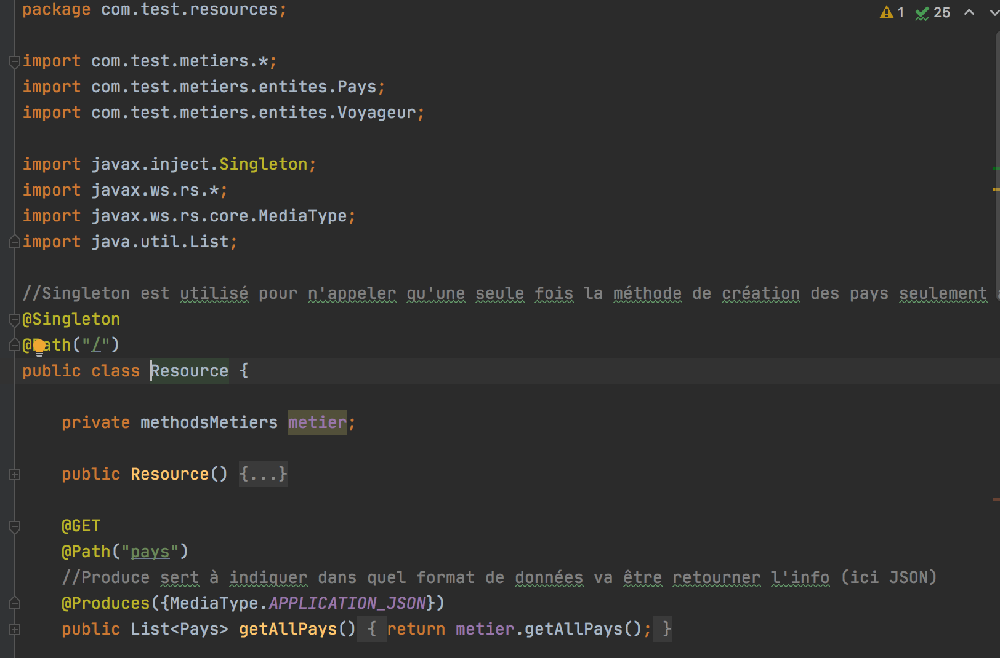 package com.test.resources;
1 25
import com.test.metiers.*;
import com.test.metiers.entites.Pays;
import com.test.metiers.entites.Voyageur;
import javax.inject.Singleton;
import javax.ws.rs.*;
import javax.ws.rs.core.MediaType;
import java.util.List;
//Singleton est utilisé pour n'appeler qu'une seule fois la méthode de création des pays seulement
@Singleton
@Path("/")
public class Resource {
private methodsMetiers metier;
public Resource() {...}
@GET
@Path("pays")
//Produce sert à indiquer dans quel format de données va être retourner l'info (ici JSON)
@Produces({MediaType.APPLICATION_JSON})
public List<Pays> getAllPays() { return metier.getAllPays(); }